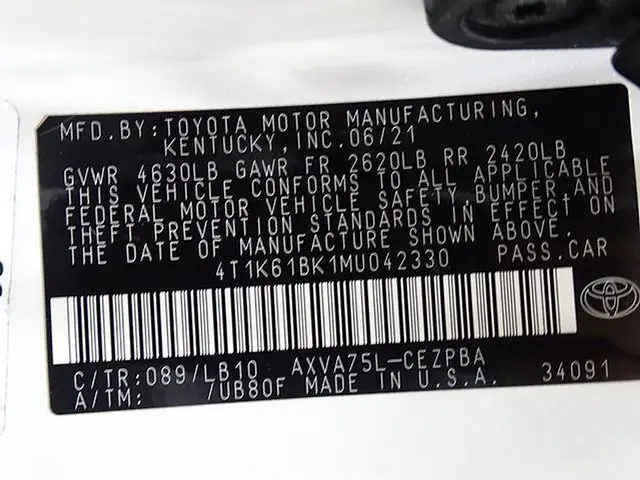 MFD.BY:TOYOTA MOTOR MANUFACTURING,
KENTUCKY,INC.06/21
GVWR 4630LB GAWR FR 2620LB RR 2420LB
THIS VEHICLE CONFORMS TO ALL APPLICABLE
FEDERAL MOTOR VEHICLE SAFETY,BUMPER AND
THEFT PREVENTION STANDARDS IN EFFECT ON
THE DATE OF MANUFACTURE SHOWN ABOVE.
4T1K61BK1MU042330 PASS.CAR
C/TR:089/LB10 AXVA75L-CEZPBA
A/TM: /UB80F MADE IN U.S.A. 34091